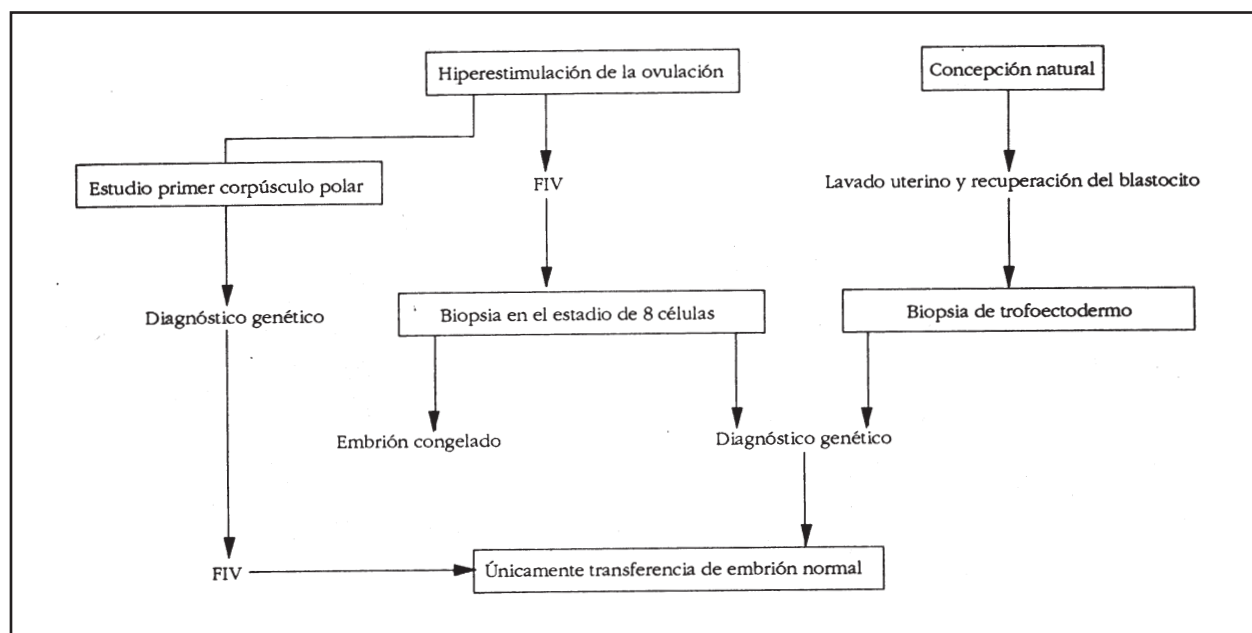 Hiperestimulación de la ovulación
Concepción natural
Estudio primer corpúsculo polar
FIV
Lavado uterino y recuperación del blastocito
Diagnóstico genético
Biopsia en el estadio de 8 células
Biopsia de trofoectodermo
Embrión congelado
Diagnóstico genético
FIV
Únicamente transferencia de embrión normal